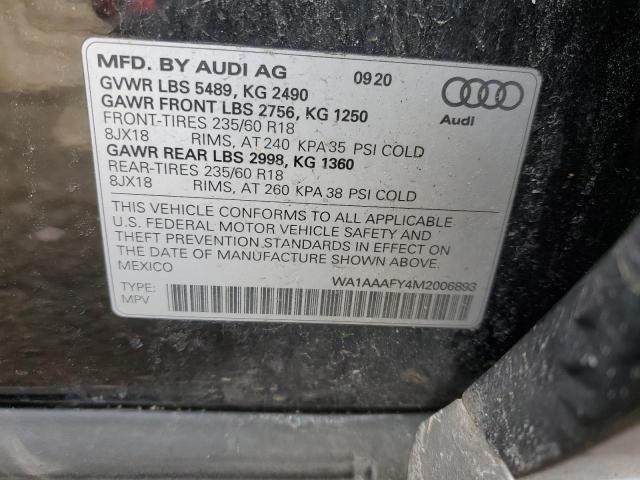 MFD. BY AUDI AG 0920
GVWR LBS 5489, KG 2490
GAWR FRONT LBS 2756, KG 1250
FRONT-TIRES 235/60 R18
8JX18 RIMS, AT 240 KPA 35 PSI COLD
GAWR REAR LBS 2998, KG 1360
REAR-TIRES 235/60 R18
8JX18 RIMS, AT 260 KPA 38 PSI COLD
Audi
THIS VEHICLE CONFORMS TO ALL APPLICABLE
U.S. FEDERAL MOTOR VEHICLE SAFETY AND
THEFT PREVENTION STANDARDS IN EFFECT ON
THE DATE OF MANUFACTURE SHOWN ABOVE.
MEXICO
WA1AAAFY4M2006893
TYPE:
MPV